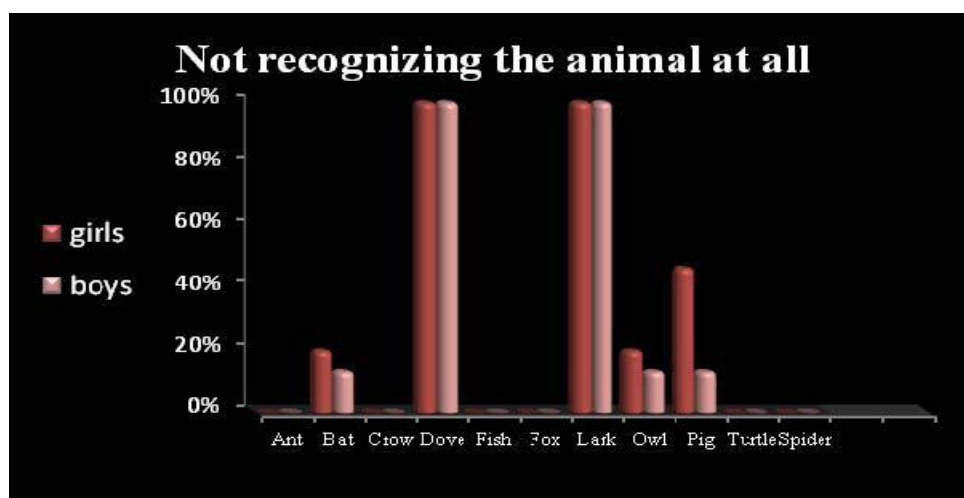 Not recognizing the animal at all
100%
80%
60%
40%
20%
0%
girls
boys
Ant Bat Crow Dove Fish Fox Lark Owl Pig Turtle Spider